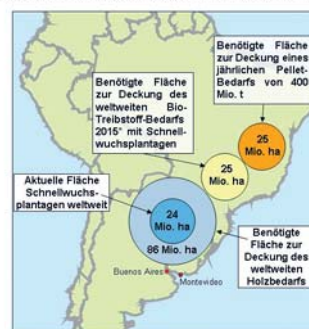 Benötigte Fläche
zur Deckung eines
jährlichen Pellet-
Bedarfs von 400
Mio. t
Benötigte Fläche
zur Deckung des
weltweiten Bio-
Treibstoff-Bedarfs
2015* mit Schnell-
wuchsplantagen
25
Mio. ha
25
Mio. ha
Aktuelle Fläche
Schnellwuchs-
plantagen weltweit
24
Mio. ha
86 Mio. ha
Benötigte
Fläche zur
Deckung des
weltweiten
Holzbedarfs
Buenos Aires
Montevideo